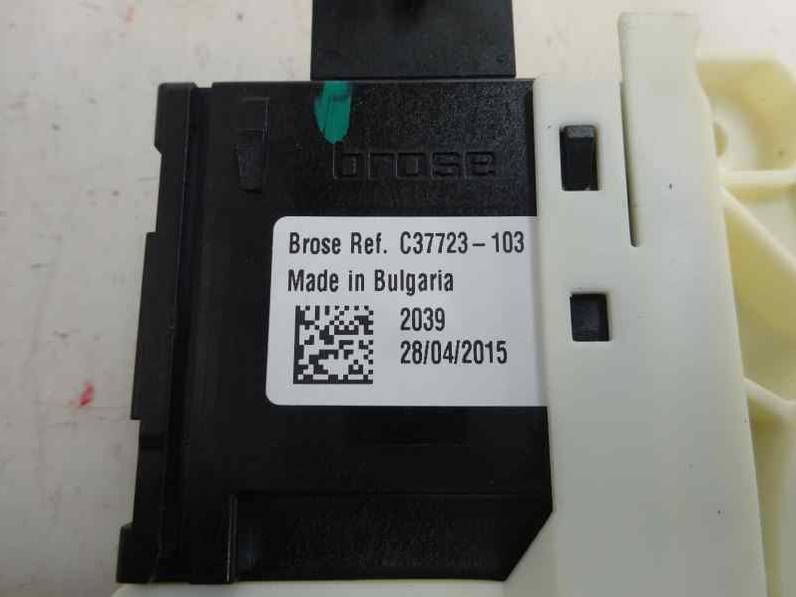 brose
Brose Ref. C37723-103
Made in Bulgaria
2039
28/04/2015